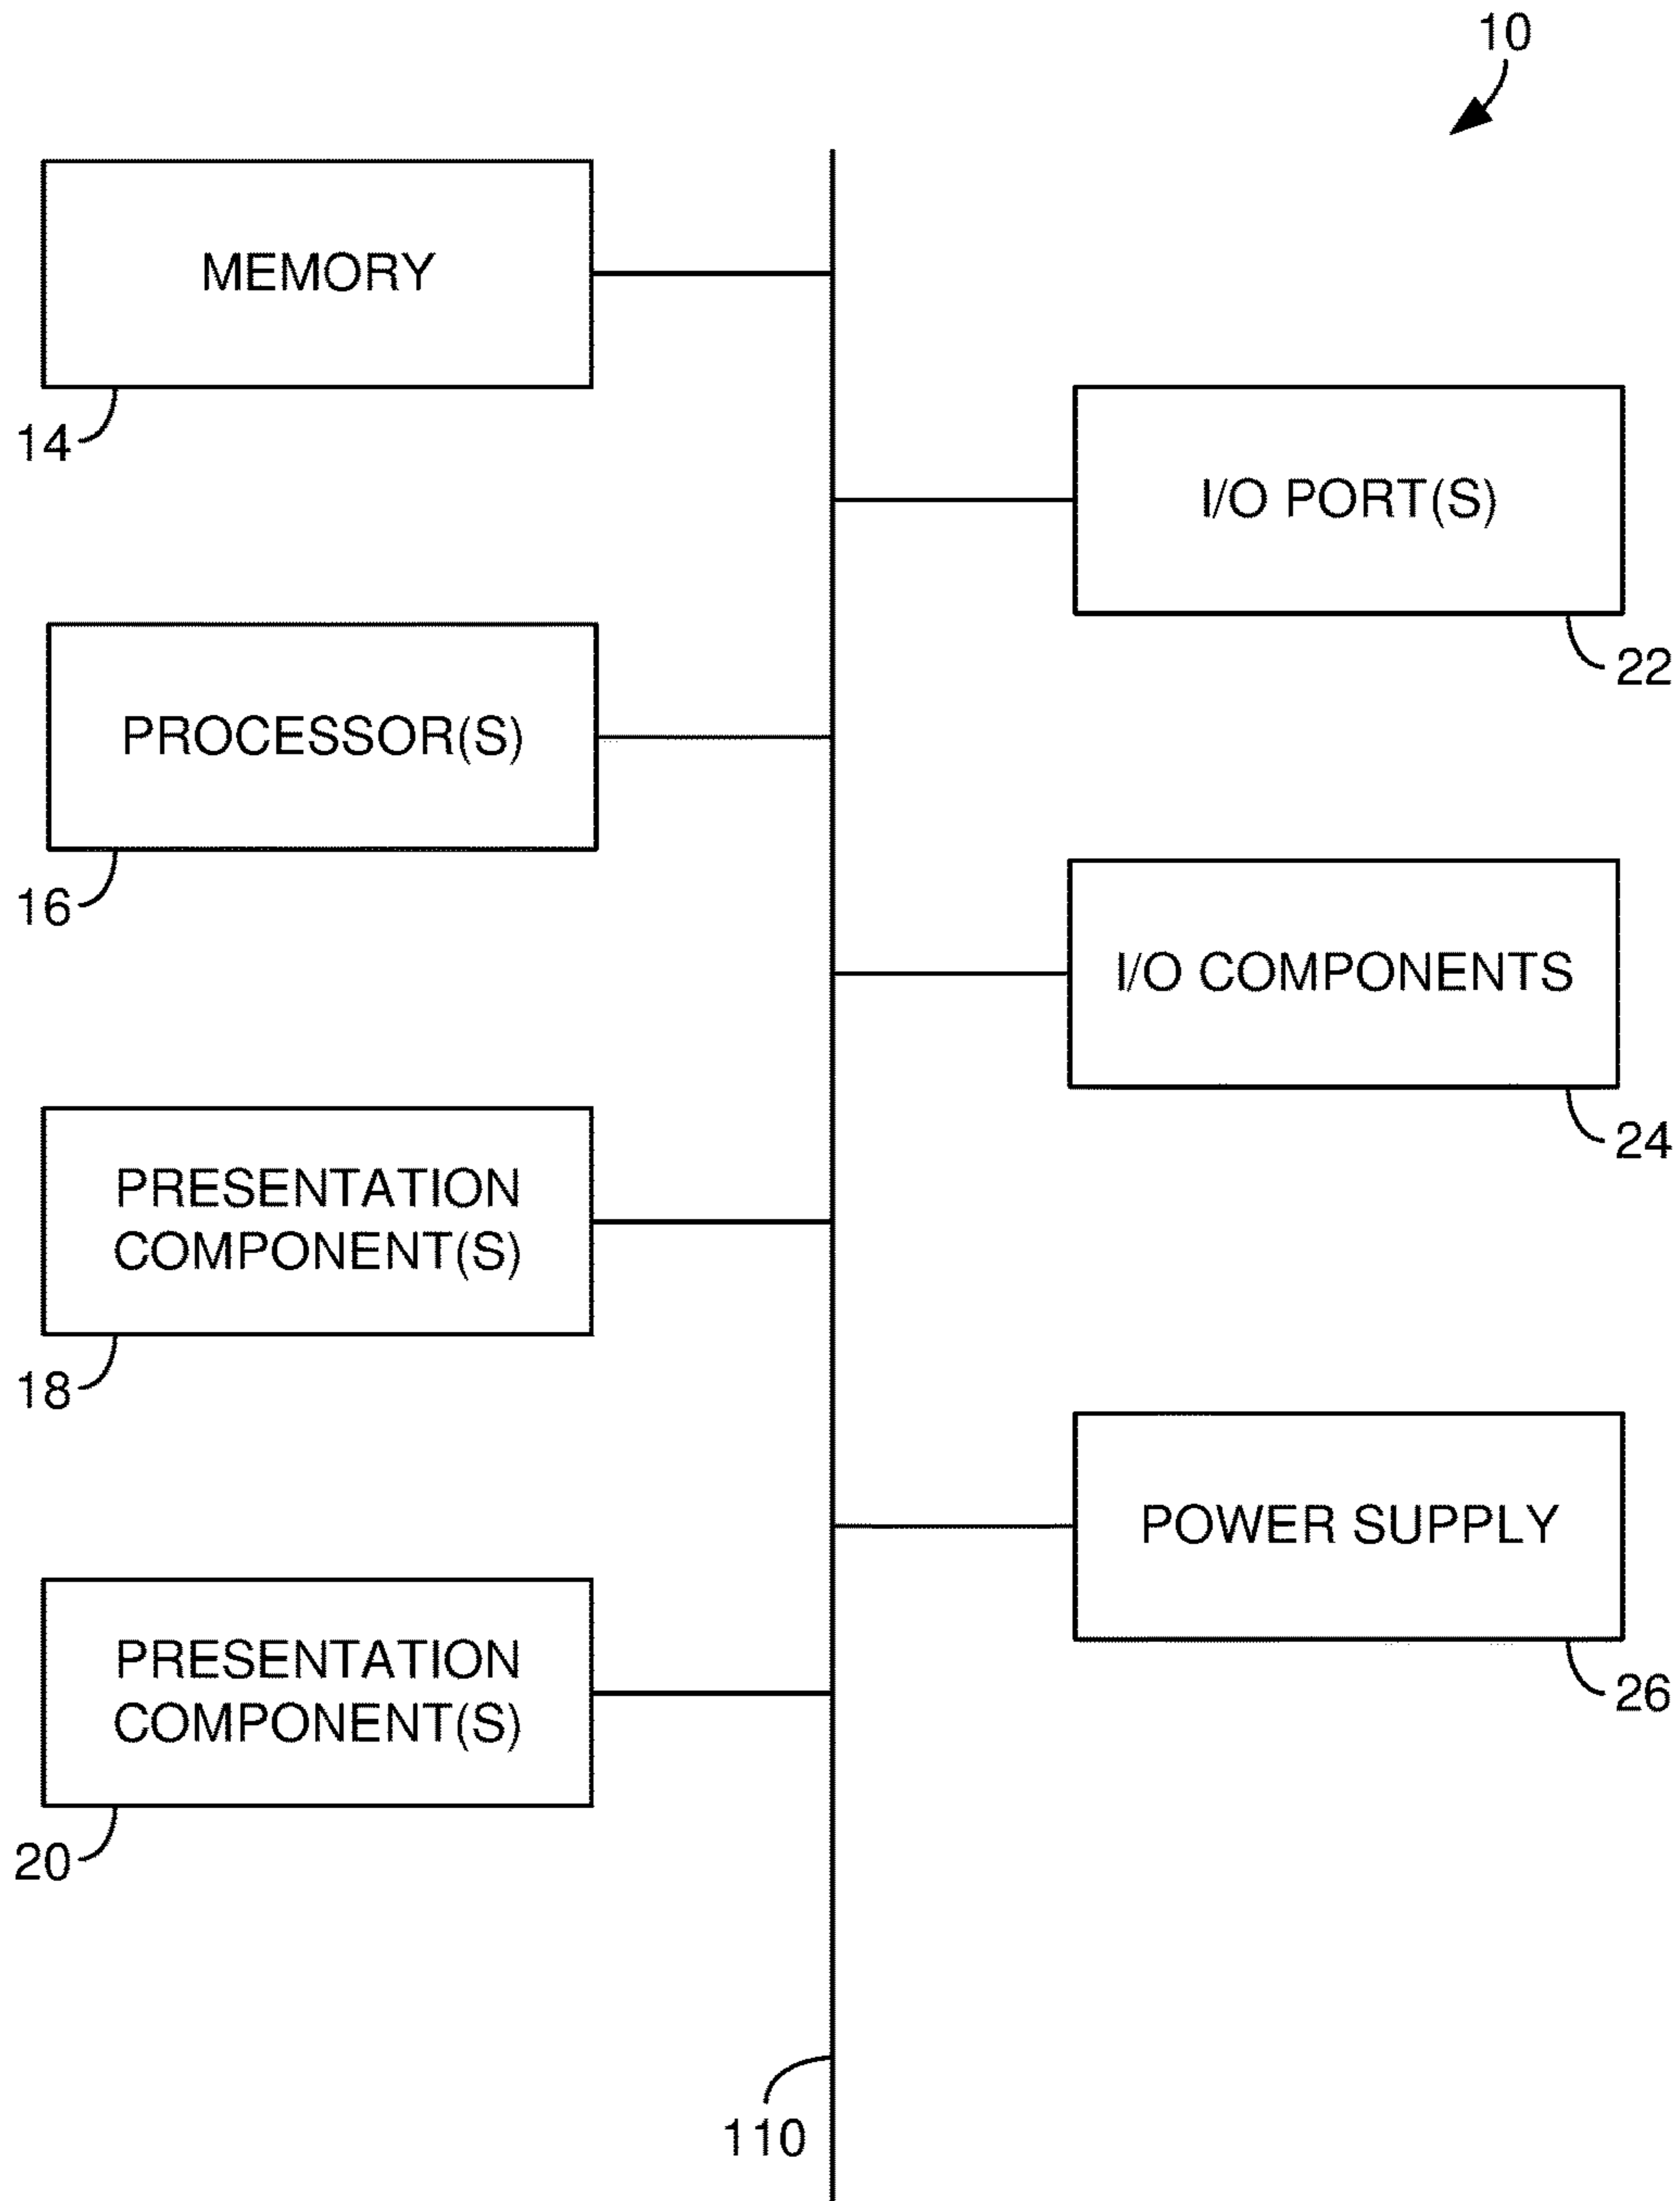 10
MEMORY
14
I/O PORT(S)
22
PROCESSOR(S)
16
I/O COMPONENTS
24
PRESENTATION
COMPONENT(S)
18
POWER SUPPLY
26
PRESENTATION
COMPONENT(S)
20
110